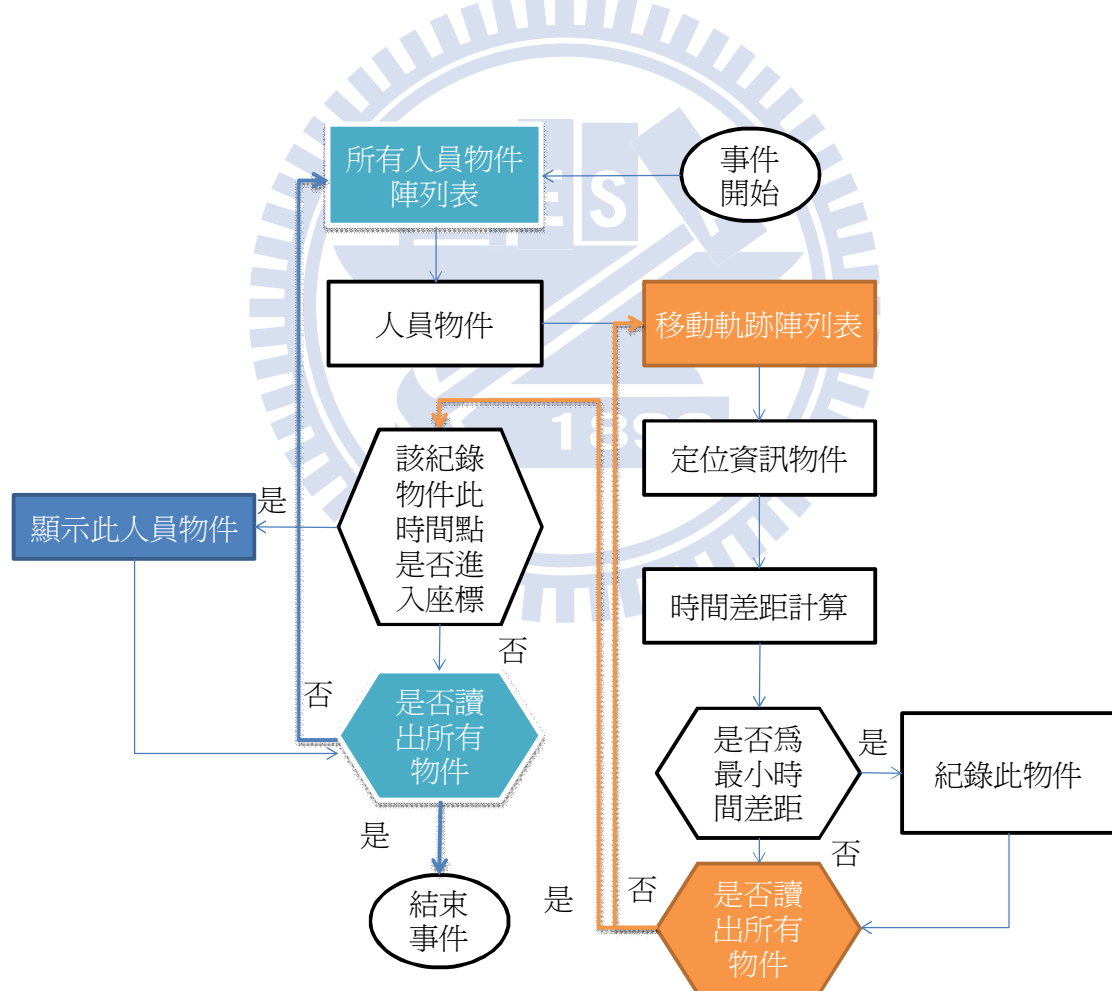 事件
開始
所有人員物件
陣列表
ES
人員物件
移動軌跡陣列表
1896
定位資訊物件
該紀錄
物件此
時間點
是否進
入座標
是
顯示此人員物件
時間差距計算
否
是否讀
出所有
物件
否
是否為
最小時
間差距
是
紀錄此物件
是
否
結束
事件
是
否
是否讀
出所有
物件